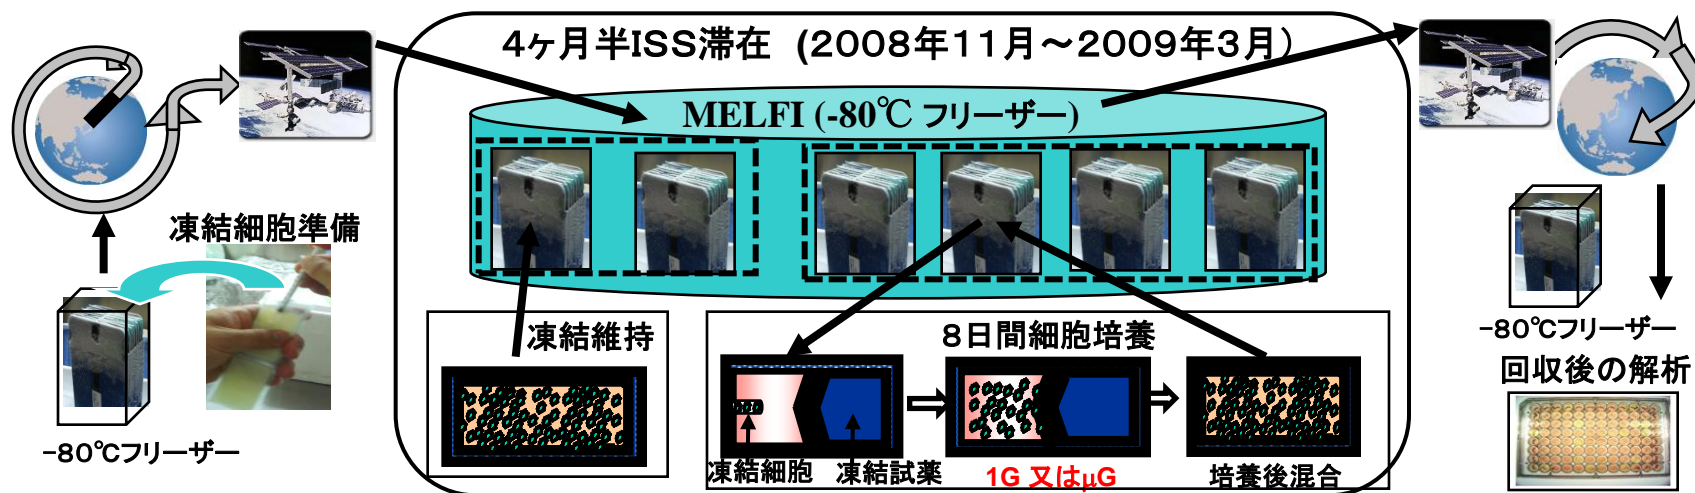 4ヶ月半ISS滞在 (2008年11月～2009年3月)
MELFI (-80℃ フリーザー)
凍結細胞準備
-80℃フリーザー
凍結維持
8日間細胞培養
凍結細胞
凍結試薬
1G 又はμG
培養後混合
-80℃フリーザー
回収後の解析